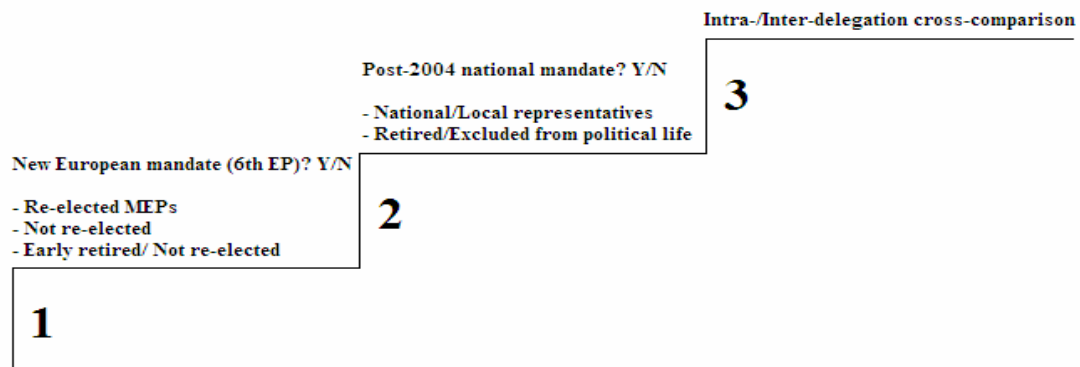 Intra-/Inter-delegation cross-comparison
Post-2004 national mandate? Y/N
- National/Local representatives
- Retired/Excluded from political life
3
New European mandate (6th EP)? Y/N
- Re-elected MEPs
- Not re-elected
- Early retired/ Not re-elected
2
1